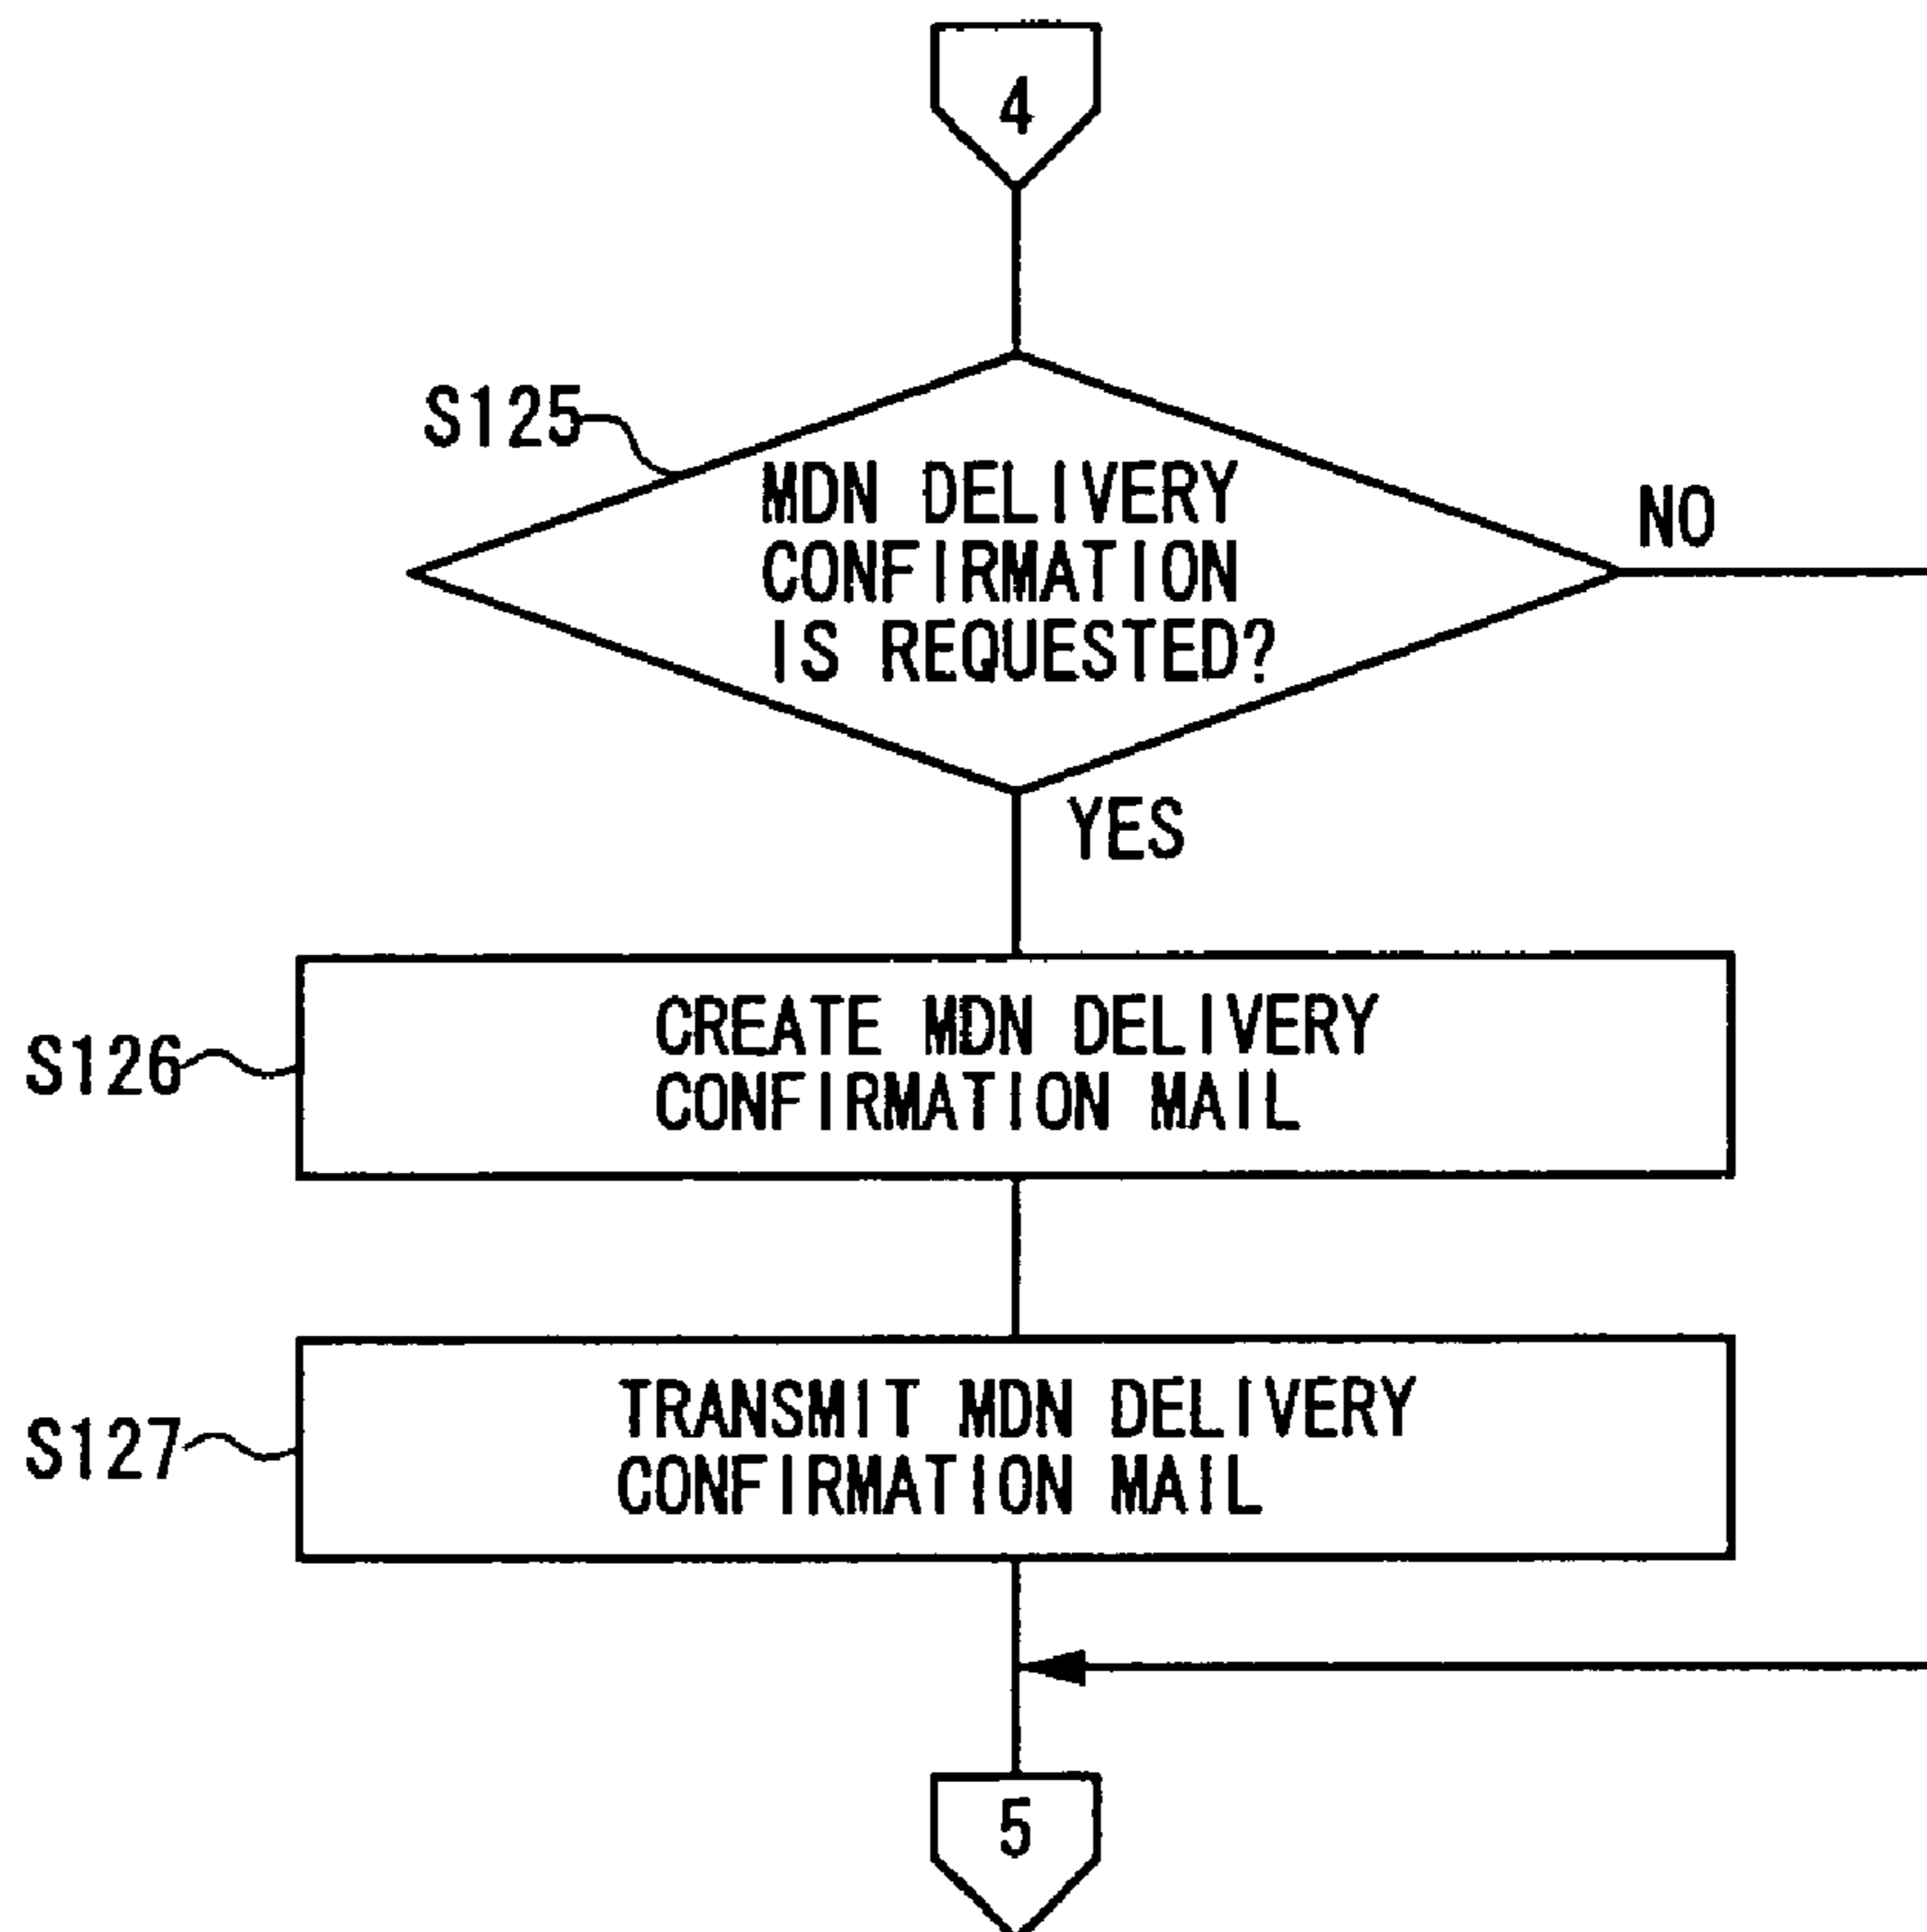 4
S125
MDN DELIVERY
CONFIRMATION
IS REQUESTED?
NO
YES
S126
CREATE MDN DELIVERY
CONFIRMATION MAIL
S127
TRANSMIT MDN DELIVERY
CONFIRMATION MAIL
5